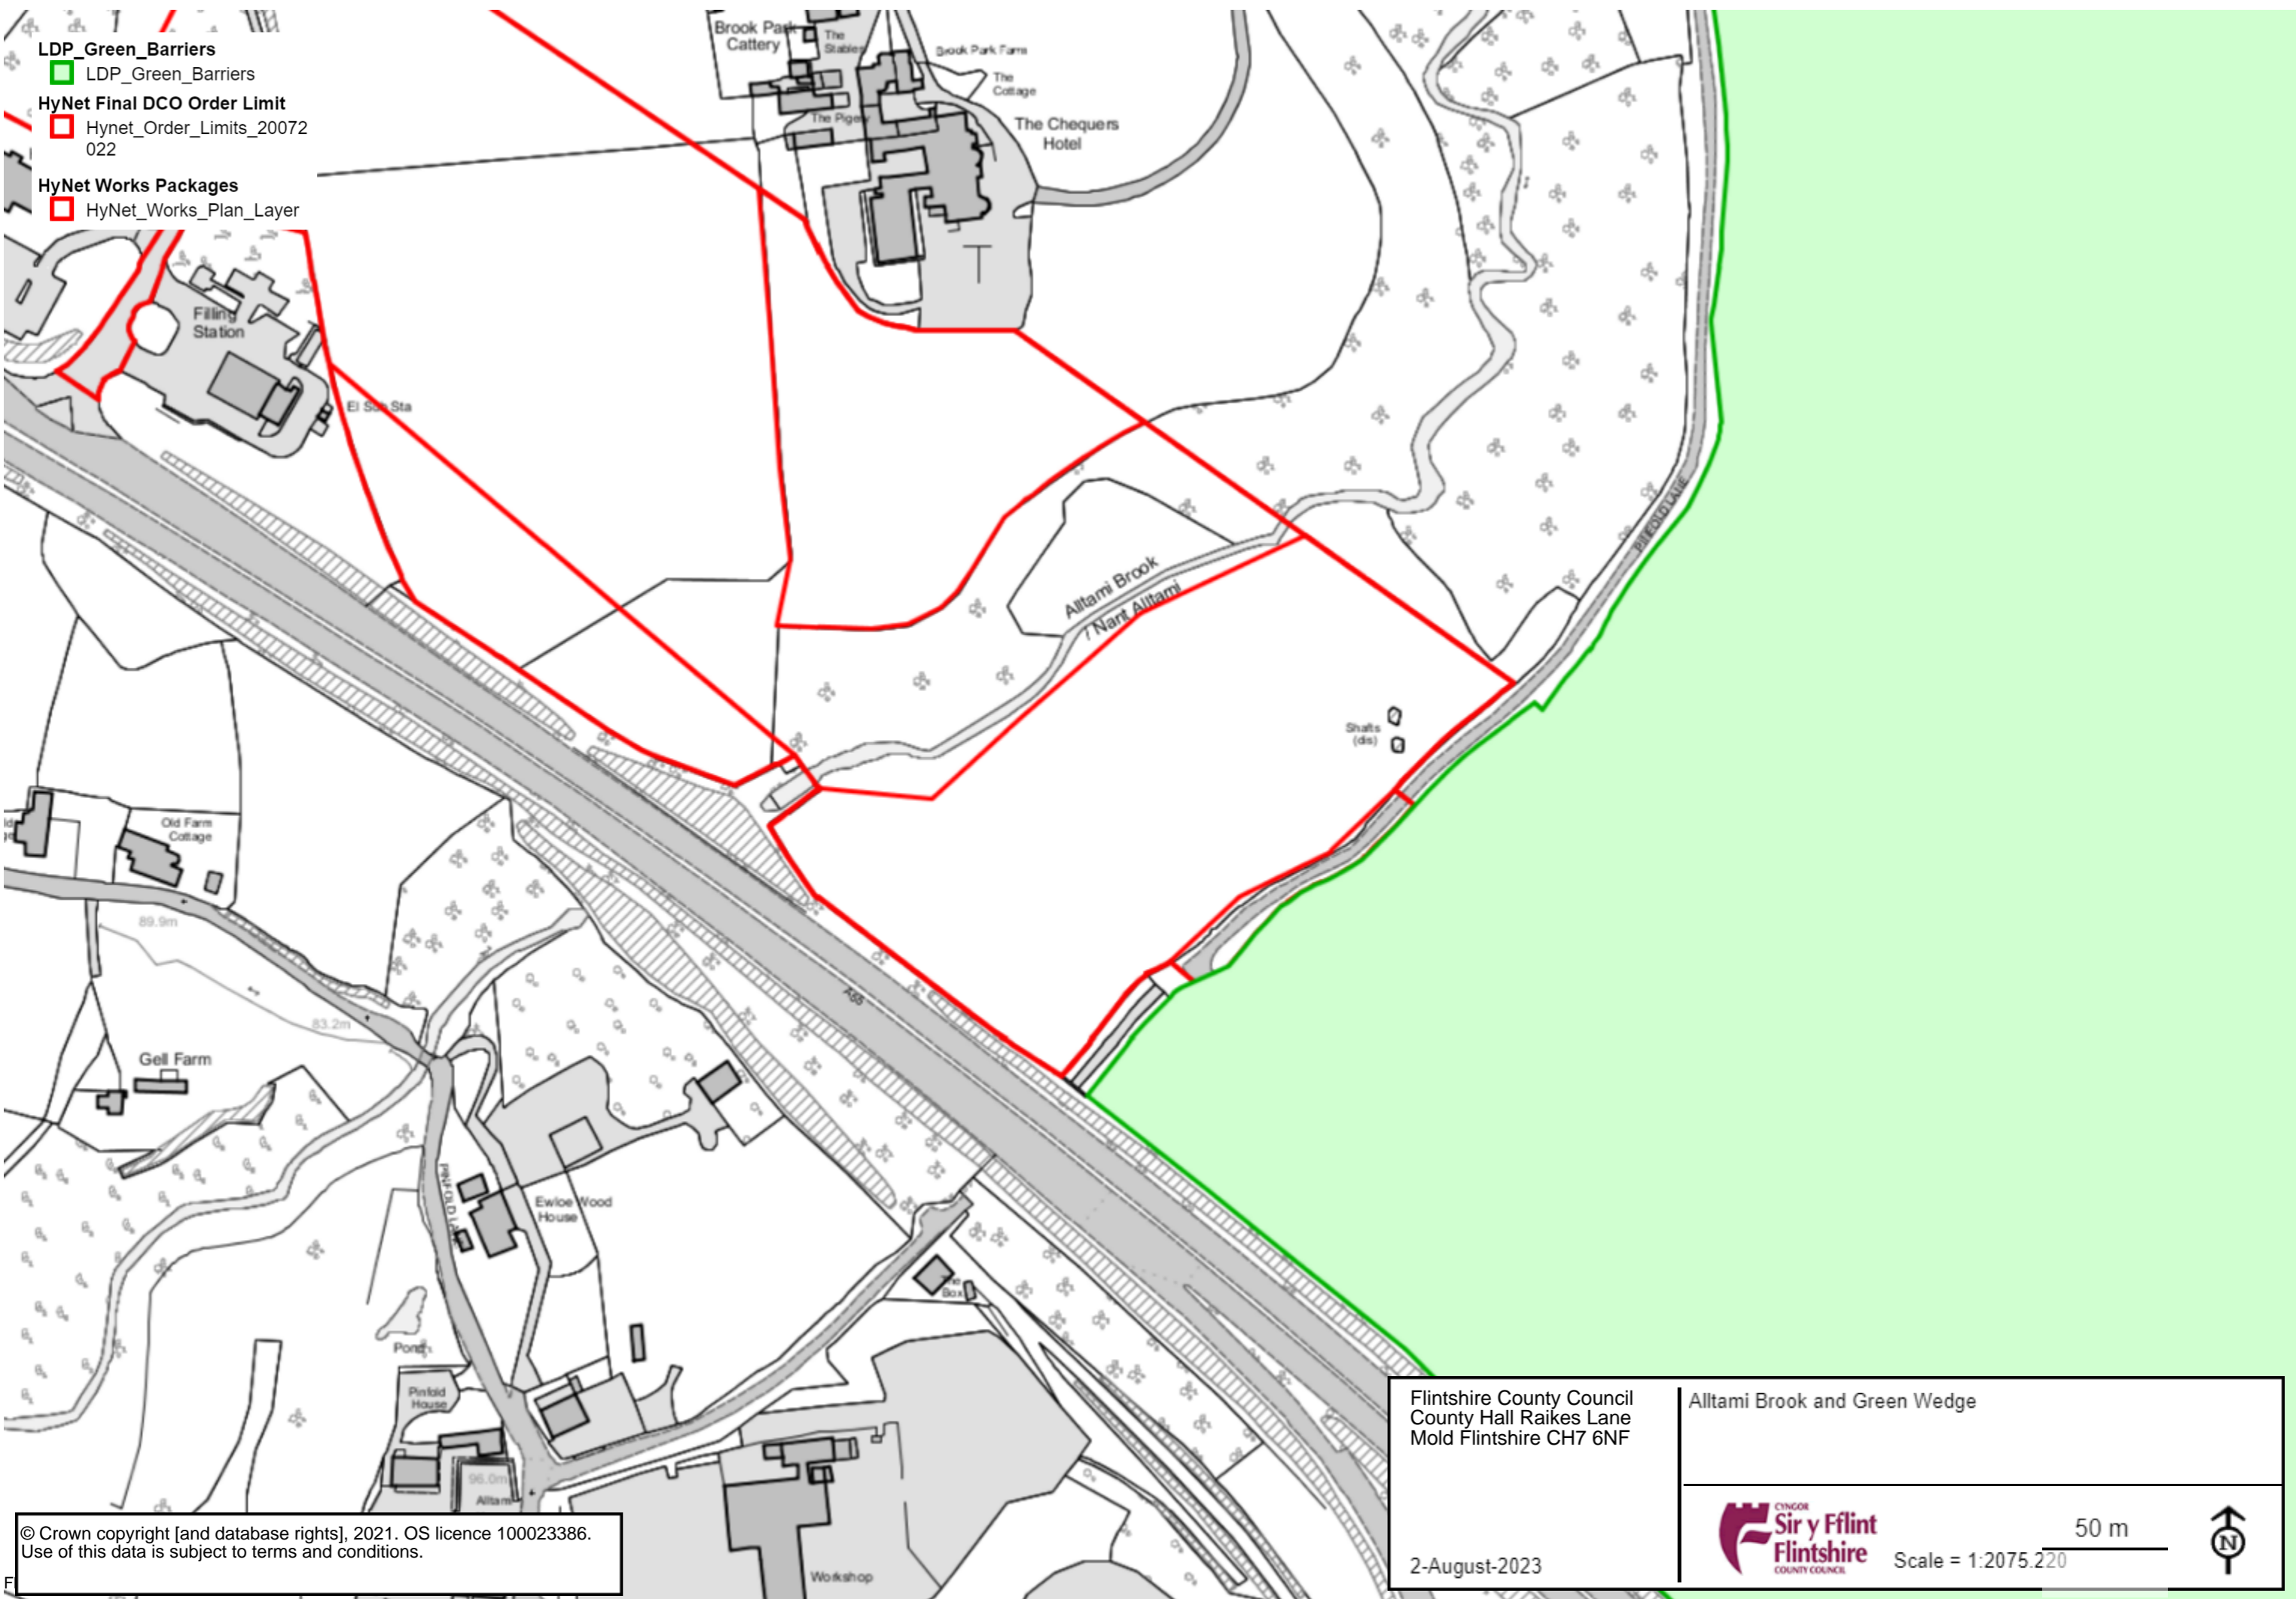 LDP_Green_Barriers
LDP_Green_Barriers
HyNet Final DCO Order Limit
Hynet_Order_Limits_20072
022
HyNet Works Packages
HyNet_Works_Plan_Layer
Brook Park
Cattery
The
Stables
Brook Park Farm
The
Cottage
The Chequers
Hotel
Filling
Station
El Sub Sta
PINFOLD LANE
Alltami Brook
/ Nant Alltami
Shafts
(dis)
Old Farm
Cottage
89.9m
A55
83.2m
Gell Farm
PINFOLD
Ewloe Wood
House
The
Box
Pond
Pinfold
House
96.0m
Alltami
Workshop
© Crown copyright [and database rights], 2021. OS licence 100023386.
Use of this data is subject to terms and conditions.
Flintshire County Council
County Hall Raikes Lane
Mold Flintshire CH7 6NF
2-August-2023
Alltami Brook and Green Wedge
CYNGOR
Sir y Fflint
Flintshire
COUNTY COUNCIL
Scale = 1:2075.220
50 m
N